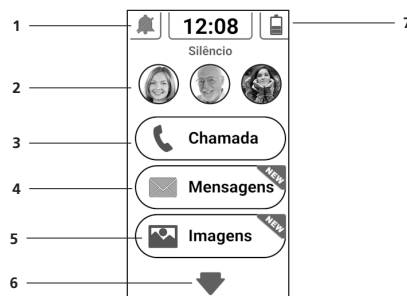 1
12:08
7
Silêncio
2
3
Chamada
4
Mensagens
NEW
5
Imagens
NEW
6